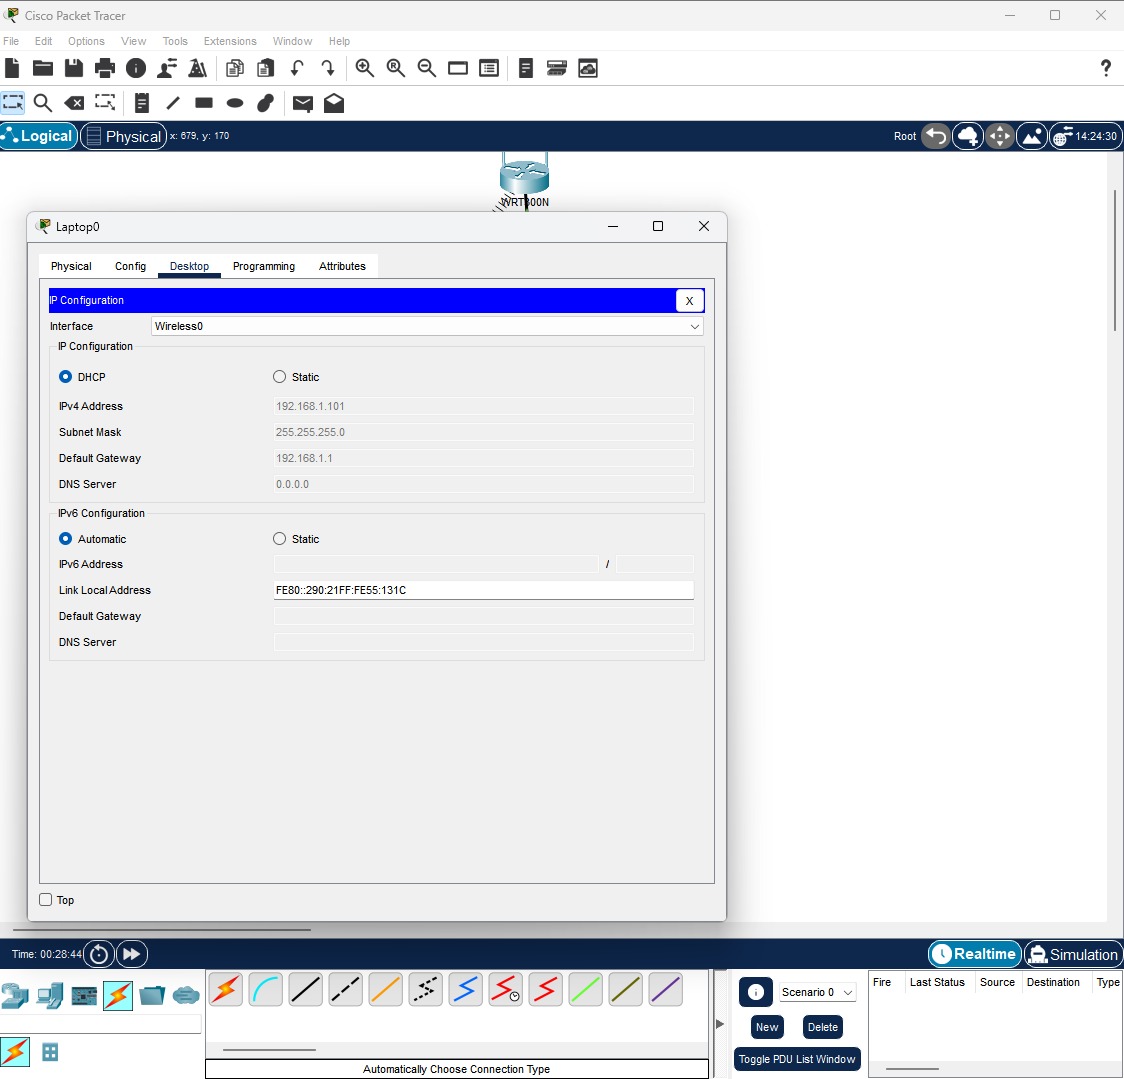 Cisco Packet Tracer
File Edit Options View Tools Extensions Window Help
?
Logical Physical x: 679, y: 170 Root 14:24:30
WRT300N
Laptop0
Physical Config Desktop Programming Attributes
IP Configuration X
Interface Wireless0
IP Configuration
DHCP Static
IPv4 Address 192.168.1.101
Subnet Mask 255.255.255.0
Default Gateway 192.168.1.1
DNS Server 0.0.0.0
IPv6 Configuration
Automatic Static
IPv6 Address /
Link Local Address FE80::290:21FF:FE55:131C
Default Gateway
DNS Server
Top
Time: 00:28:44 Realtime Simulation
Scenario 0 Fire Last Status Source Destination Type
New Delete
Toggle PDU List Window
Automatically Choose Connection Type